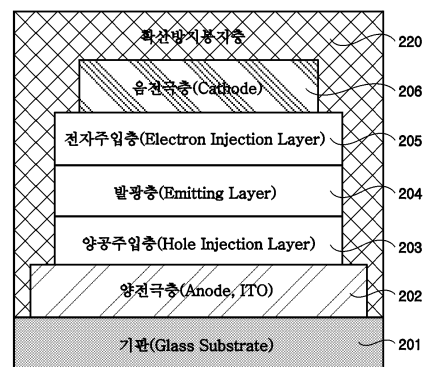 확산방지봉지층 220
음전극층(Cathode) 206
전자주입층(Electron Injection Layer) 205
발광층(Emitting Layer) 204
양공주입층(Hole Injection Layer) 203
양전극층(Anode, ITO) 202
기판(Glass Substrate) 201